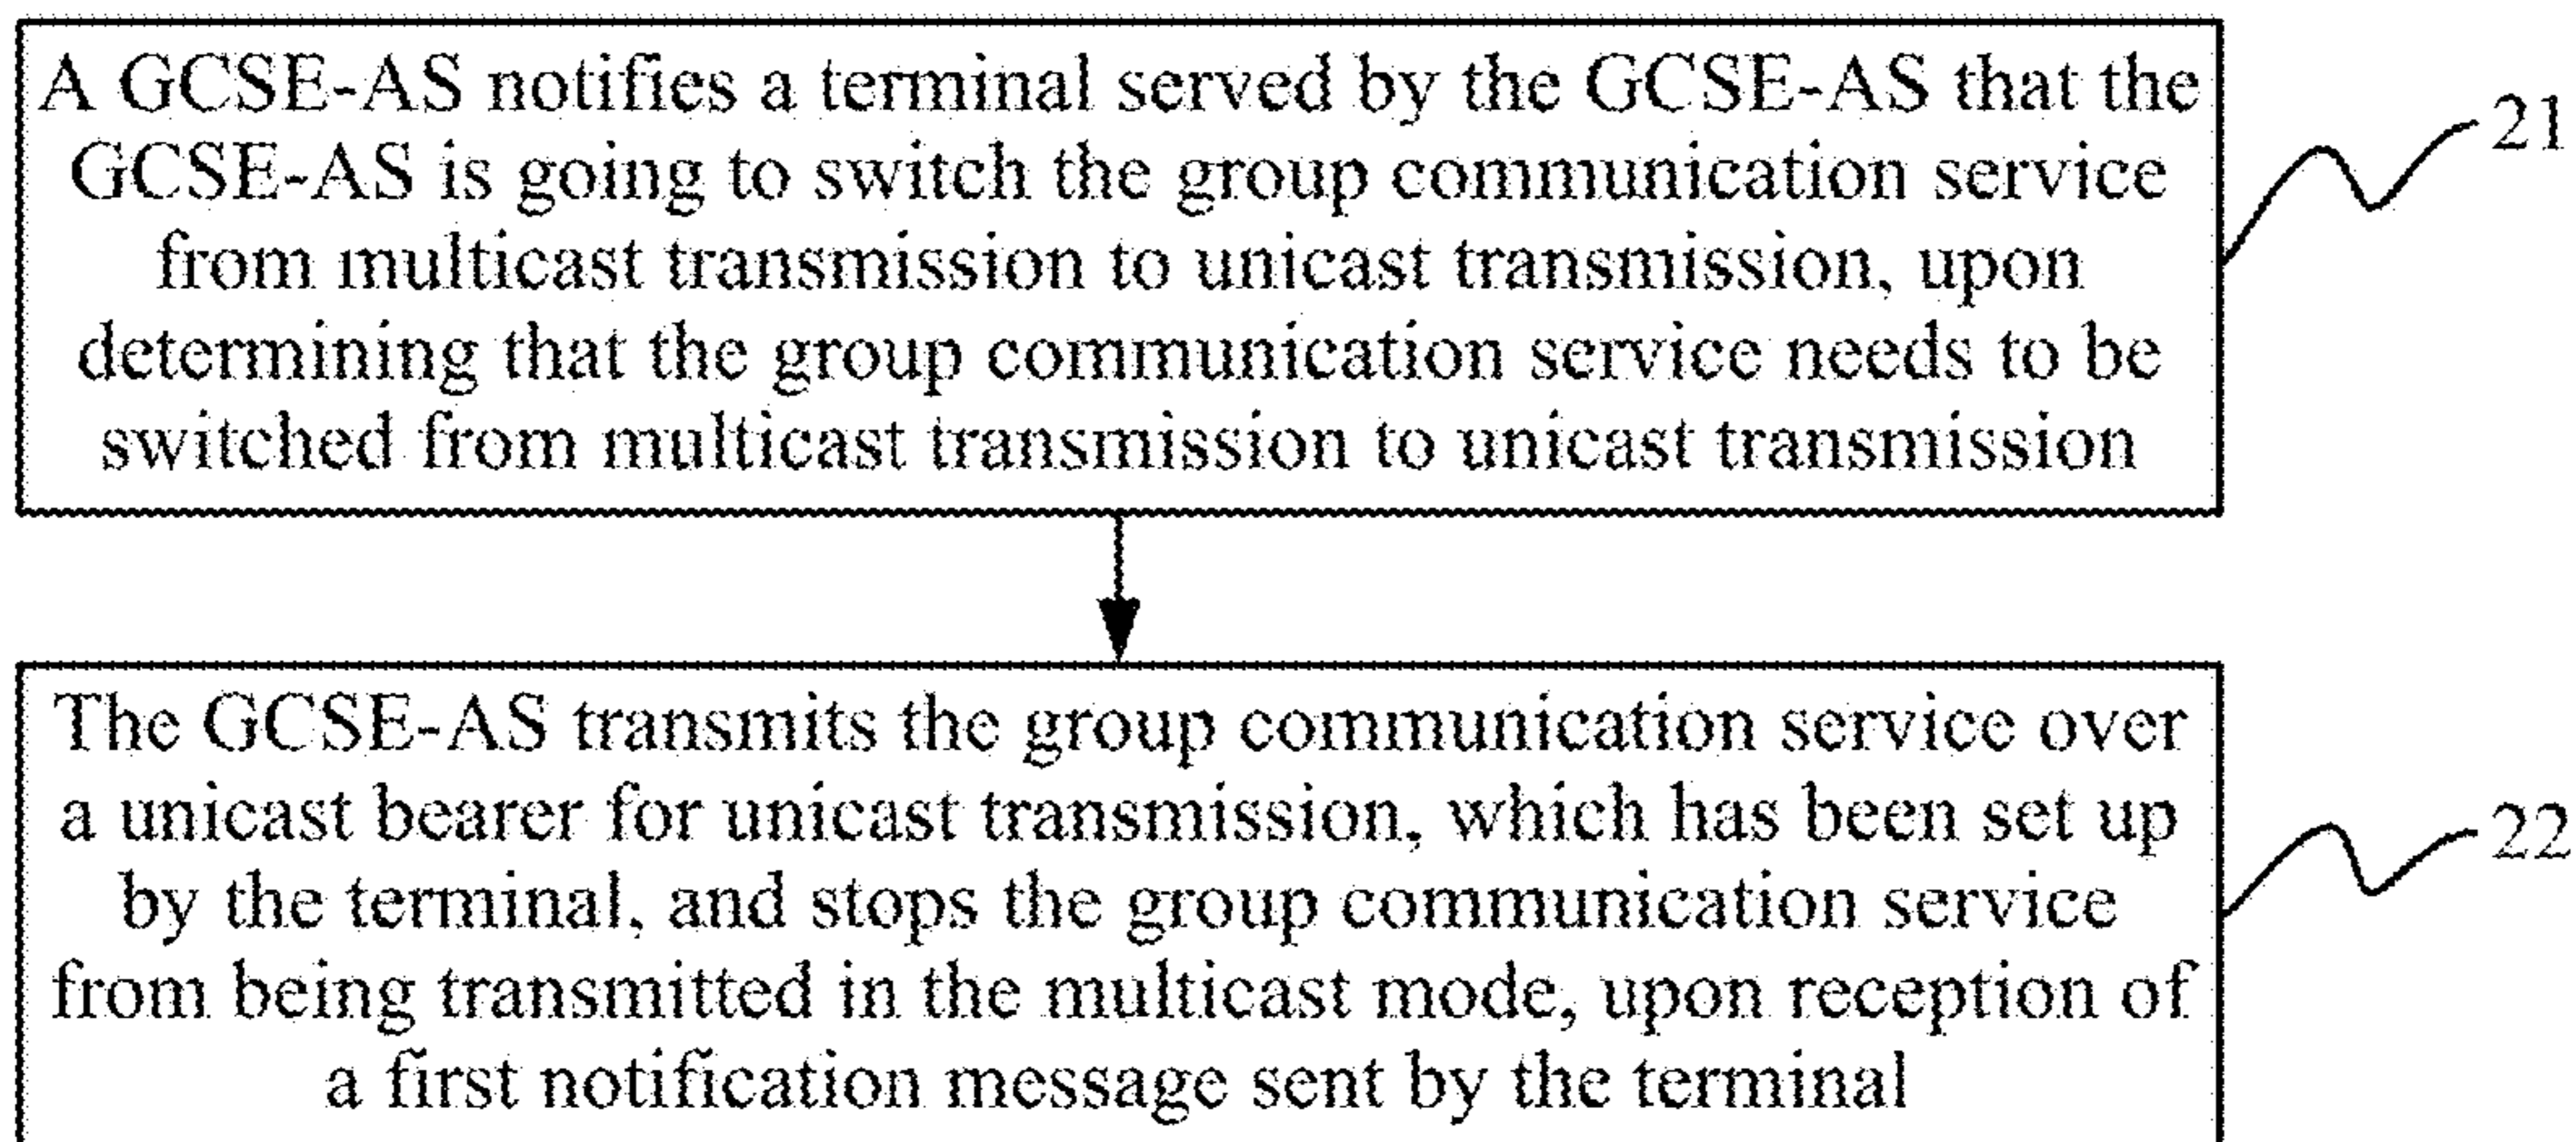 A GCSE-AS notifies a terminal served by the GCSE-AS that the
GCSE-AS is going to switch the group communication service
from multicast transmission to unicast transmission, upon
determining that the group communication service needs to be
switched from multicast transmission to unicast transmission
21
The GCSE-AS transmits the group communication service over
a unicast bearer for unicast transmission, which has been set up
by the terminal, and stops the group communication service
from being transmitted in the multicast mode, upon reception of
a first notification message sent by the terminal
22